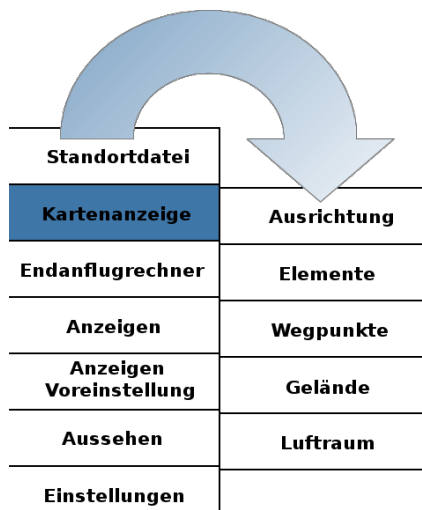 Standortdatei
Kartenanzeige
Endanflugrechner
Anzeigen
Anzeigen
Voreinstellung
Aussehen
Einstellungen
Ausrichtung
Elemente
Wegpunkte
Gelände
Luftraum